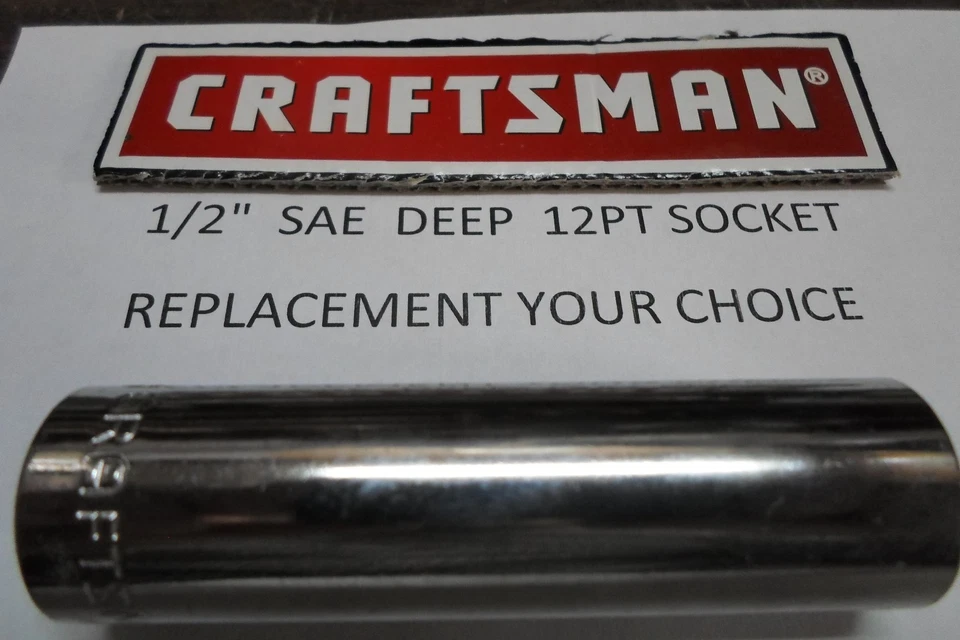 CRAFTSMAN®
1/2" SAE DEEP 12PT SOCKET
REPLACEMENT YOUR CHOICE